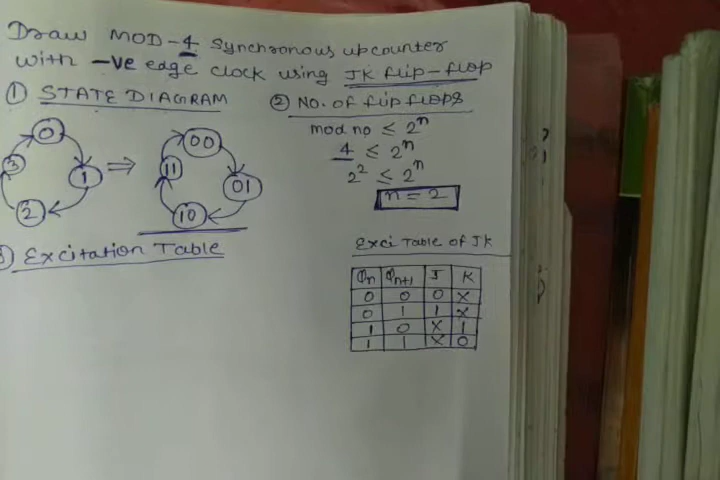 Draw MOD-4 Synchronous upcounter
with -ve edge clock using JK flip-flop
① STATE DIAGRAM
0
1
2
3
⇒
00
01
10
11
② NO. of flip flops
mod no ≤ 2ⁿ
4 ≤ 2ⁿ
2² ≤ 2ⁿ
n = 2
3) Excitation Table
Exci Table of JK
Qn Qn+1 J K
0 0 0 X
0 1 1 X
1 0 X 1
1 1 X 0